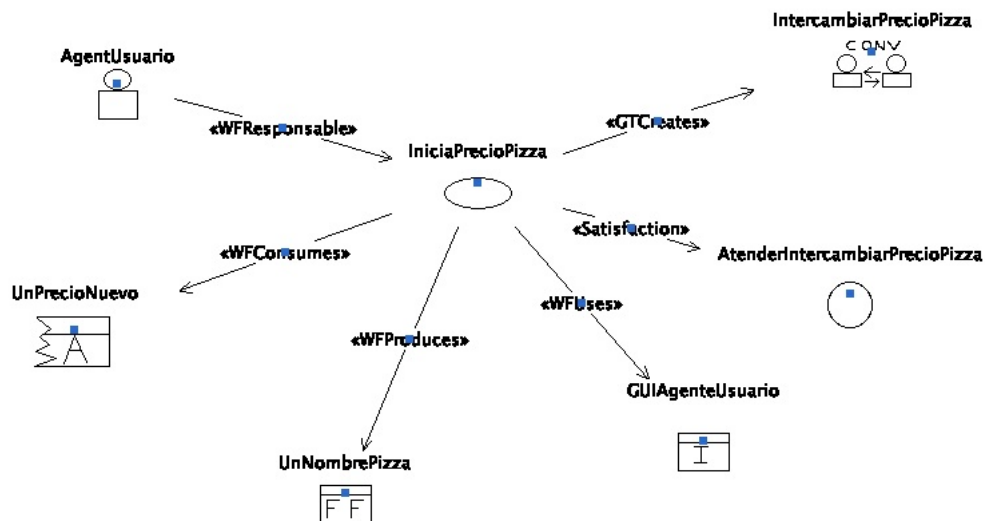 IntercambiarPrecioPizza
CONV
AgentUsuario
«WFResponsable»
«GTCreates»
IniciaPrecioPizza
«Satisfaction»
«WFConsumes»
AtenderIntercambiarPrecioPizza
UnPrecioNuevo
A
«WFUses»
«WFProduces»
GUIAgenteUsuario
I
UnNombrePizza
F F